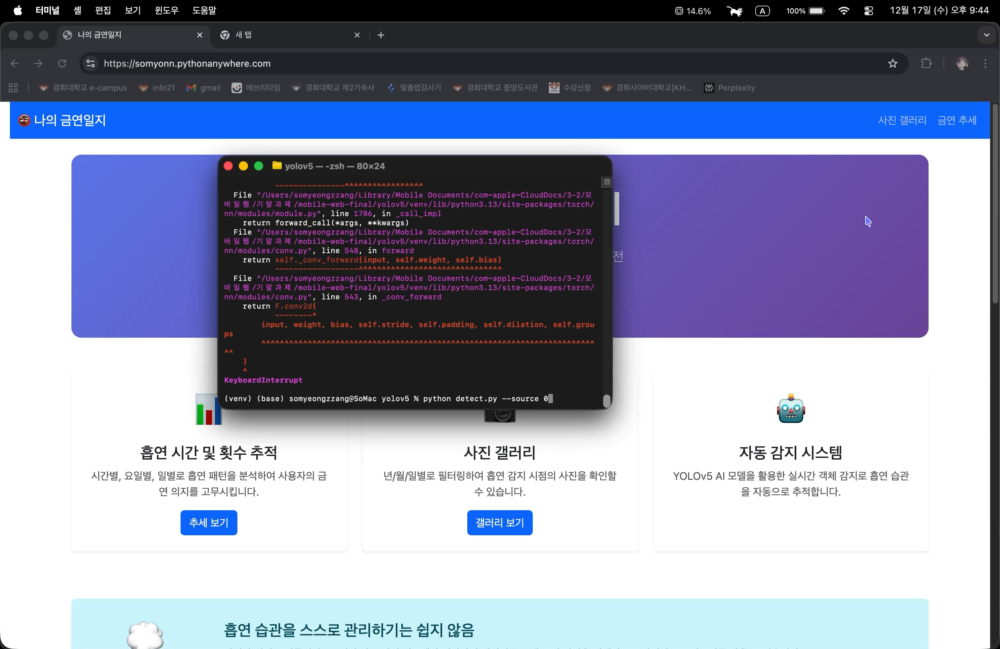 터미널 셸 편집 보기 윈도우 도움말 14.6% A 100% 12월 17일 (수) 오후 9:44
나의 금연일지 새 탭
https://somyonn.pythonanywhere.com
경희대학교 e-campus info21 gmail 에브리타임 경희대학교 제2기숙사 맞춤법검사기 경희대학교 중앙도서관 수강신청 경희사이버대학교[KH... Perplexity
나의 금연일지 사진 갤러리 금연 추세
yolov5 — -zsh — 80×24
~~~~~~~~~~~~~~~^^^^^^^^^^^^^^^^^
File "/Users/somyeongzzang/Library/Mobile Documents/com~apple~CloudDocs/3-2/모
바일웹/기말과제/mobile-web-final/yolov5/venv/lib/python3.13/site-packages/torch/
nn/modules/module.py", line 1786, in _call_impl
return forward_call(*args, **kwargs)
File "/Users/somyeongzzang/Library/Mobile Documents/com~apple~CloudDocs/3-2/모
바일웹/기말과제/mobile-web-final/yolov5/venv/lib/python3.13/site-packages/torch/
nn/modules/conv.py", line 548, in forward
return self._conv_forward(input, self.weight, self.bias)
~~~~~~~~~~~~~~~~~~^^^^^^^^^^^^^^^^^^^^^^^^^^^^^^^
File "/Users/somyeongzzang/Library/Mobile Documents/com~apple~CloudDocs/3-2/모
바일웹/기말과제/mobile-web-final/yolov5/venv/lib/python3.13/site-packages/torch/
nn/modules/conv.py", line 543, in _conv_forward
return F.conv2d(
~~~~~~~~^
input, weight, bias, self.stride, self.padding, self.dilation, self.grou
ps
^^^^^^^^^^^^^^^^^^^^^^^^^^^^^^^^^^^^^^^^^^^^^^^^^^^^^^^^^^^^^^^^^^^^^^^^
^^
)
^
KeyboardInterrupt
(venv) (base) somyeongzzang@SoMac yolov5 % python detect.py --source 0
전
흡연 시간 및 횟수 추적
시간별, 요일별, 일별로 흡연 패턴을 분석하여 사용자의 금
연 의지를 고무시킵니다.
추세 보기
사진 갤러리
년/월/일별로 필터링하여 흡연 감지 시점의 사진을 확인할
수 있습니다.
갤러리 보기
자동 감지 시스템
YOLOv5 AI 모델을 활용한 실시간 객체 감지로 흡연 습관
을 자동으로 추적합니다.
흡연 습관을 스스로 관리하기는 쉽지 않음